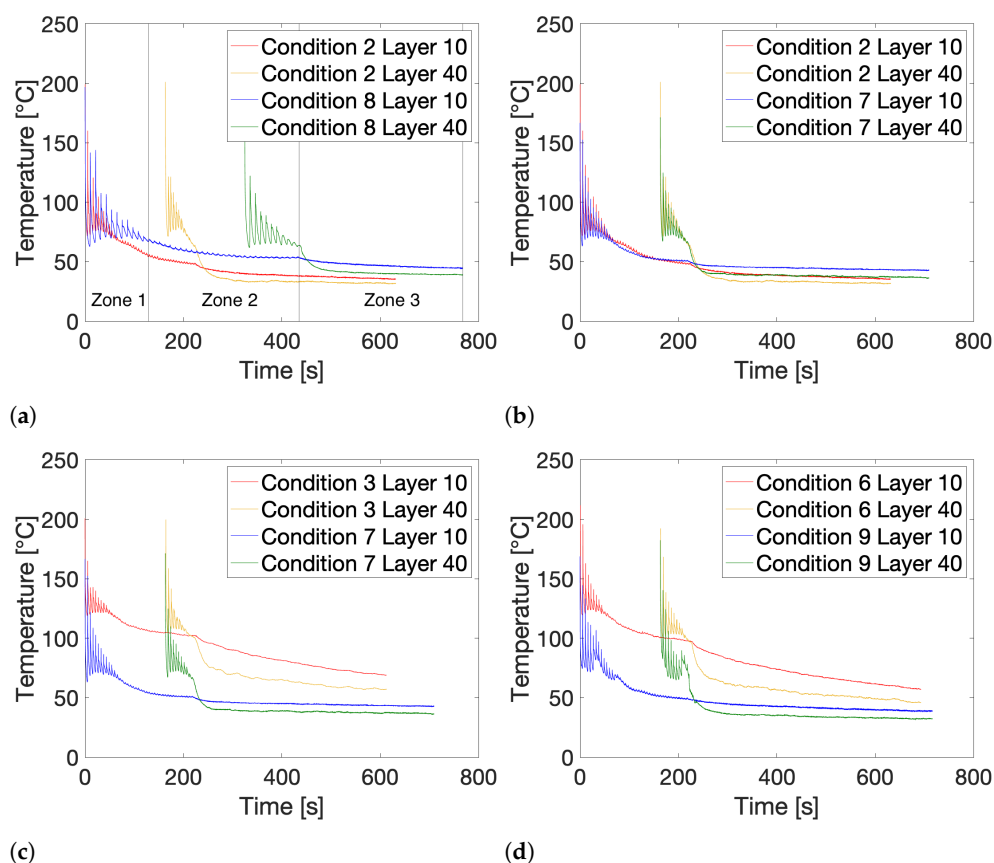 250
200
150
100
50
0
Temperature [°C]
Condition 2 Layer 10
Condition 2 Layer 40
Condition 8 Layer 10
Condition 8 Layer 40
Zone 1
Zone 2
Zone 3
0 200 400 600 800
Time [s]
(a)
250
200
150
100
50
0
Temperature [°C]
Condition 2 Layer 10
Condition 2 Layer 40
Condition 7 Layer 10
Condition 7 Layer 40
0 200 400 600 800
Time [s]
(b)
250
200
150
100
50
0
Temperature [°C]
Condition 3 Layer 10
Condition 3 Layer 40
Condition 7 Layer 10
Condition 7 Layer 40
0 200 400 600 800
Time [s]
(c)
250
200
150
100
50
0
Temperature [°C]
Condition 6 Layer 10
Condition 6 Layer 40
Condition 9 Layer 10
Condition 9 Layer 40
0 200 400 600 800
Time [s]
(d)